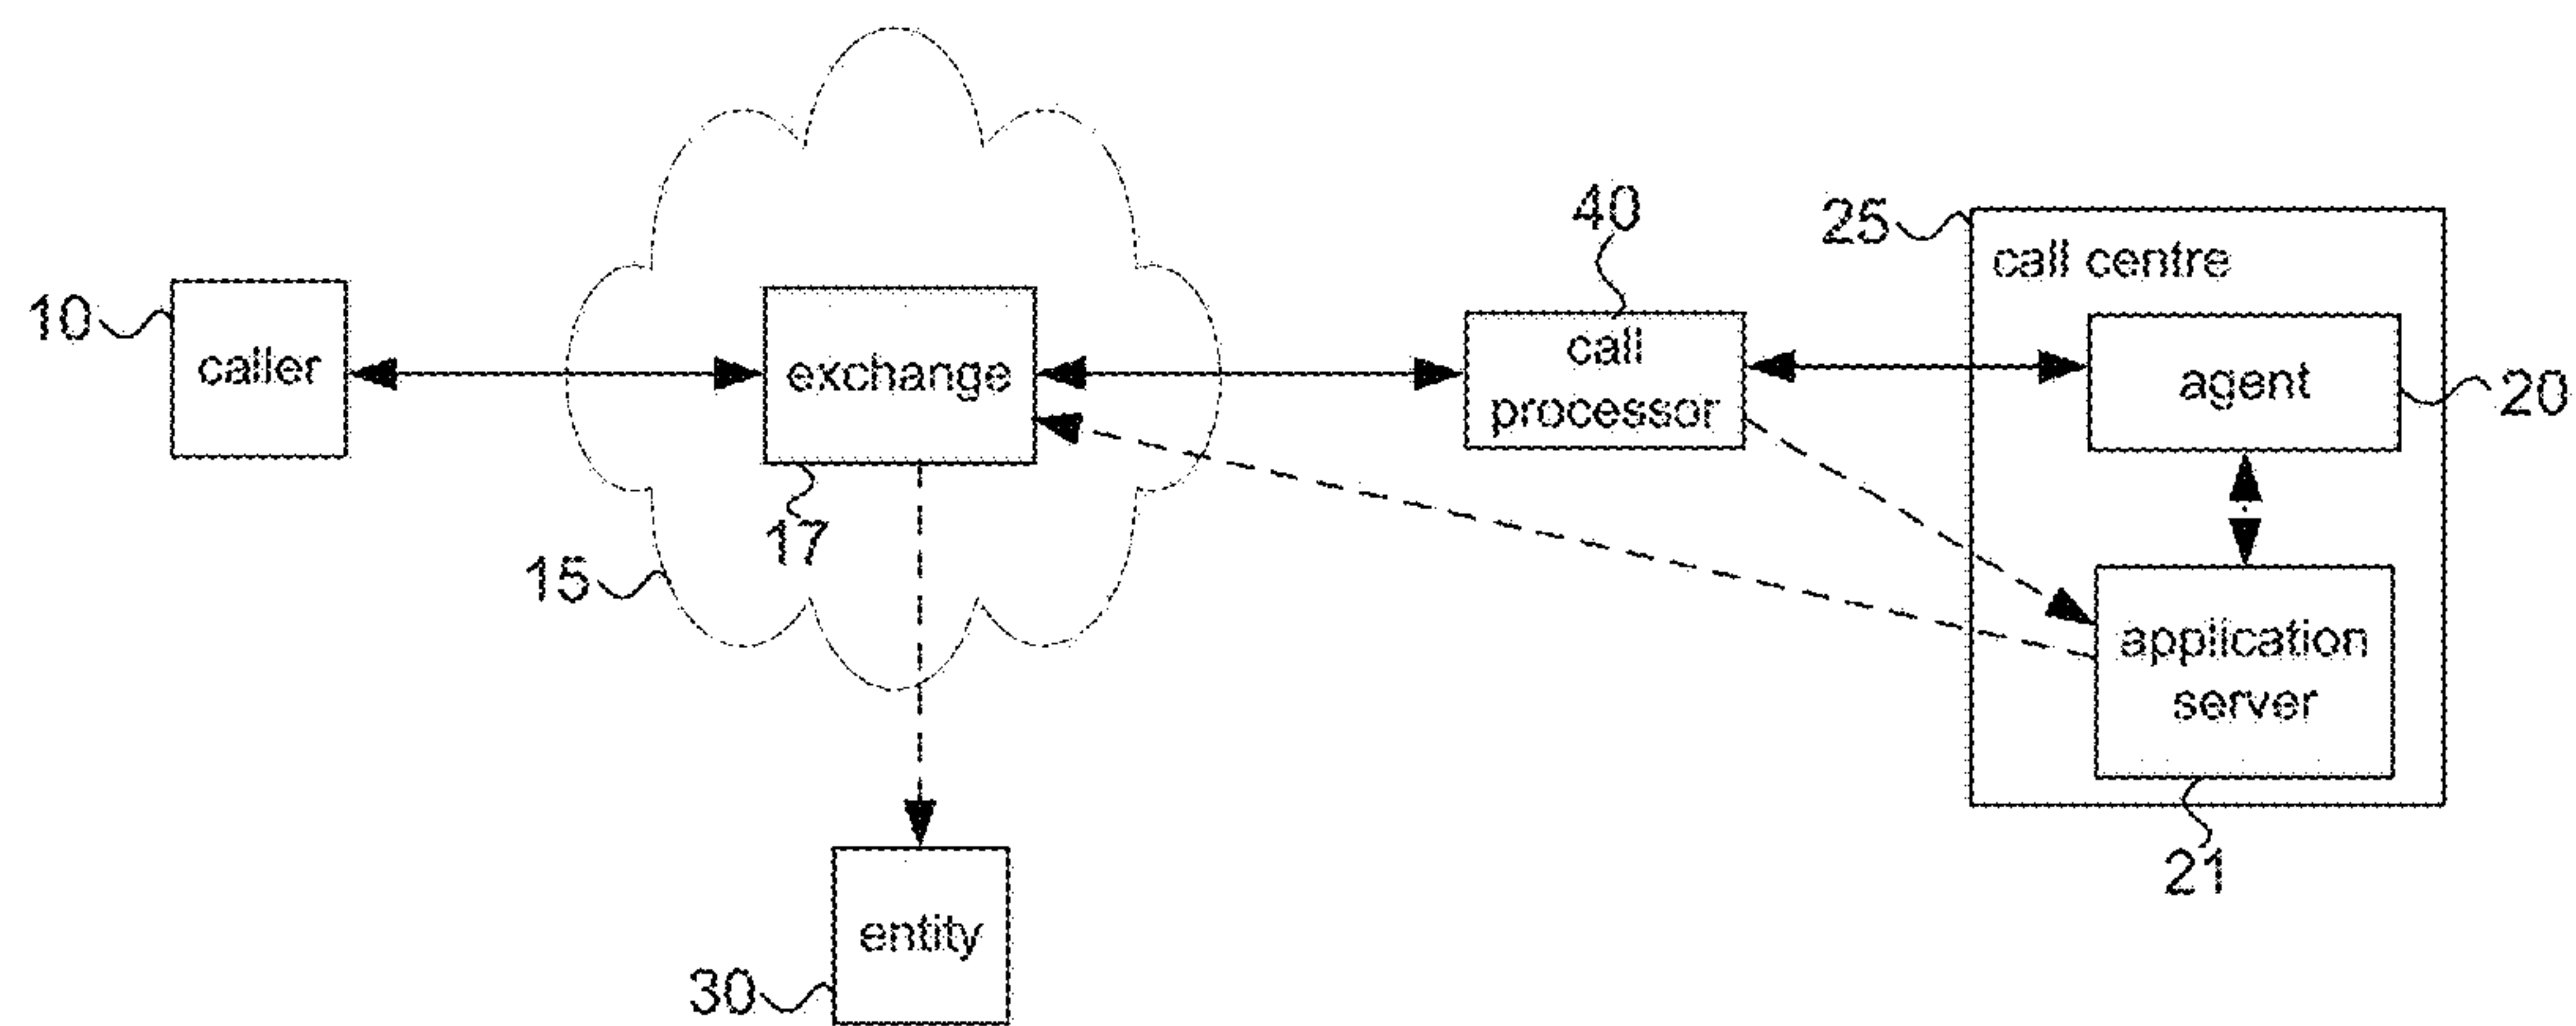 40
25
call centre
10
caller
exchange
call
processor
agent
20
17
15
application
server
21
entity
30